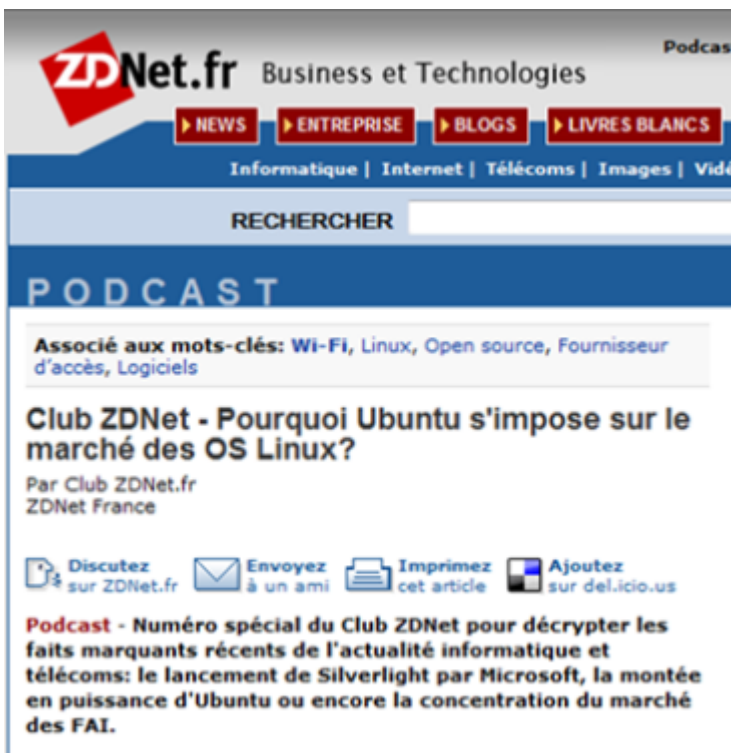 Podcas
ZDNet.fr Business et Technologies
NEWS ENTREPRISE BLOGS LIVRES BLANCS
Informatique | Internet | Télécoms | Images | Vidé
RECHERCHER
PODCAST
Associé aux mots-clés: Wi-Fi, Linux, Open source, Fournisseur
d'accès, Logiciels
Club ZDNet - Pourquoi Ubuntu s'impose sur le
marché des OS Linux?
Par Club ZDNet.fr
ZDNet France
Discutez Envoyez Imprimez Ajoutez
sur ZDNet.fr à un ami cet article sur del.icio.us
Podcast - Numéro spécial du Club ZDNet pour décrypter les
faits marquants récents de l'actualité informatique et
télécoms: le lancement de Silverlight par Microsoft, la montée
en puissance d'Ubuntu ou encore la concentration du marché
des FAI.